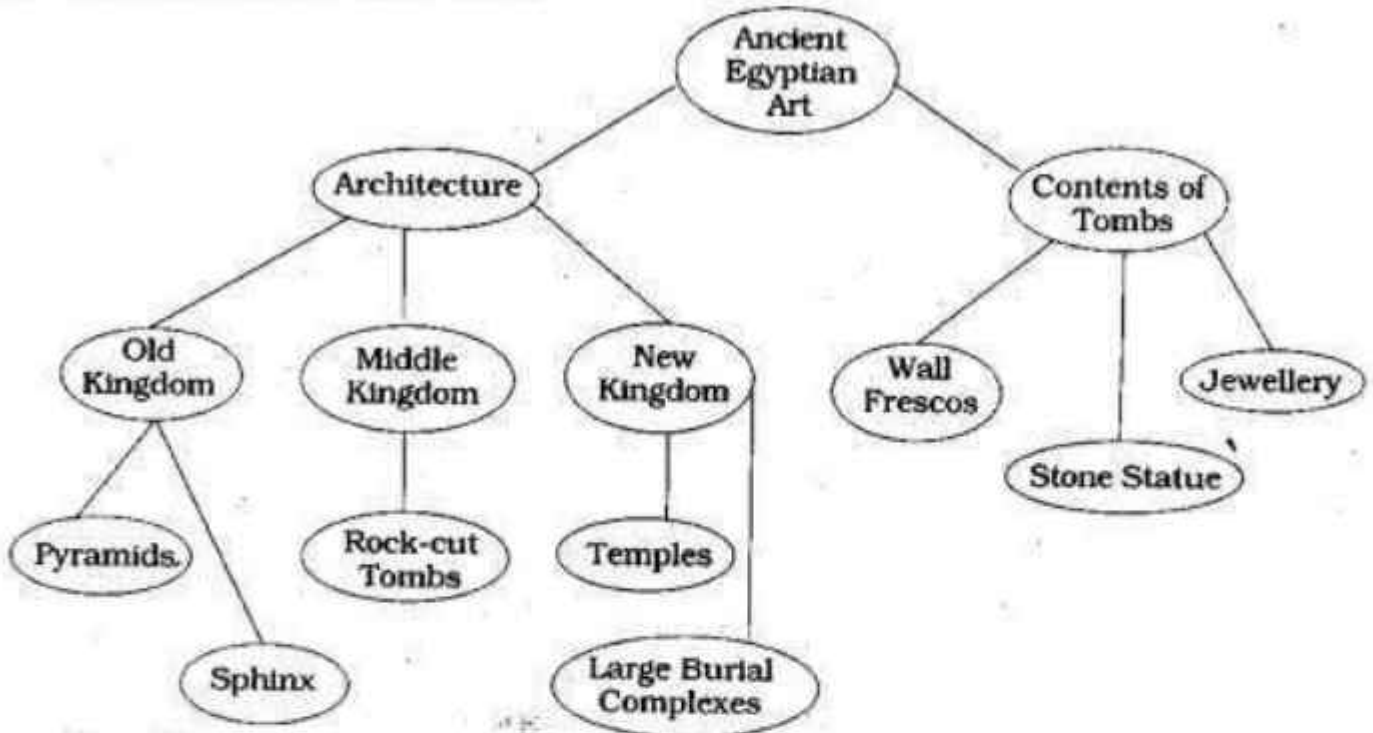 Ancient
Egyptian
Art
Architecture
Contents of
Tombs
Old
Kingdom
Middle
Kingdom
New
Kingdom
Wall
Frescos
Jewellery
Stone Statue
Pyramids.
Rock-cut
Tombs
Temples
Sphinx
Large Burial
Complexes